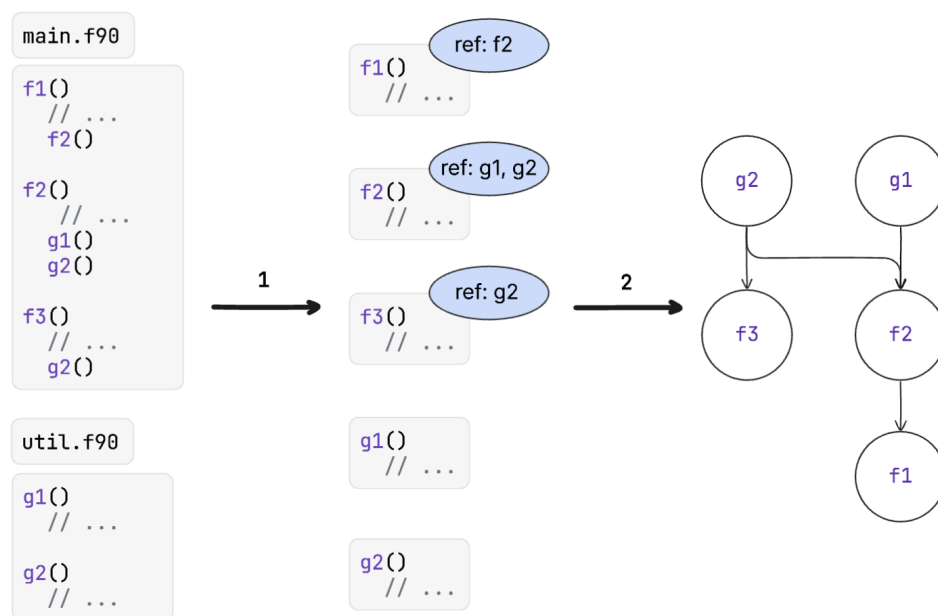 main.f90
f1()
// ...
f2()
f2()
// ...
g1()
g2()
f3()
// ...
g2()
util.f90
g1()
// ...
g2()
// ...
1
ref: f2
f1()
// ...
ref: g1, g2
f2()
// ...
ref: g2
f3()
// ...
g1()
// ...
g2()
// ...
2
g2
g1
f3
f2
f1